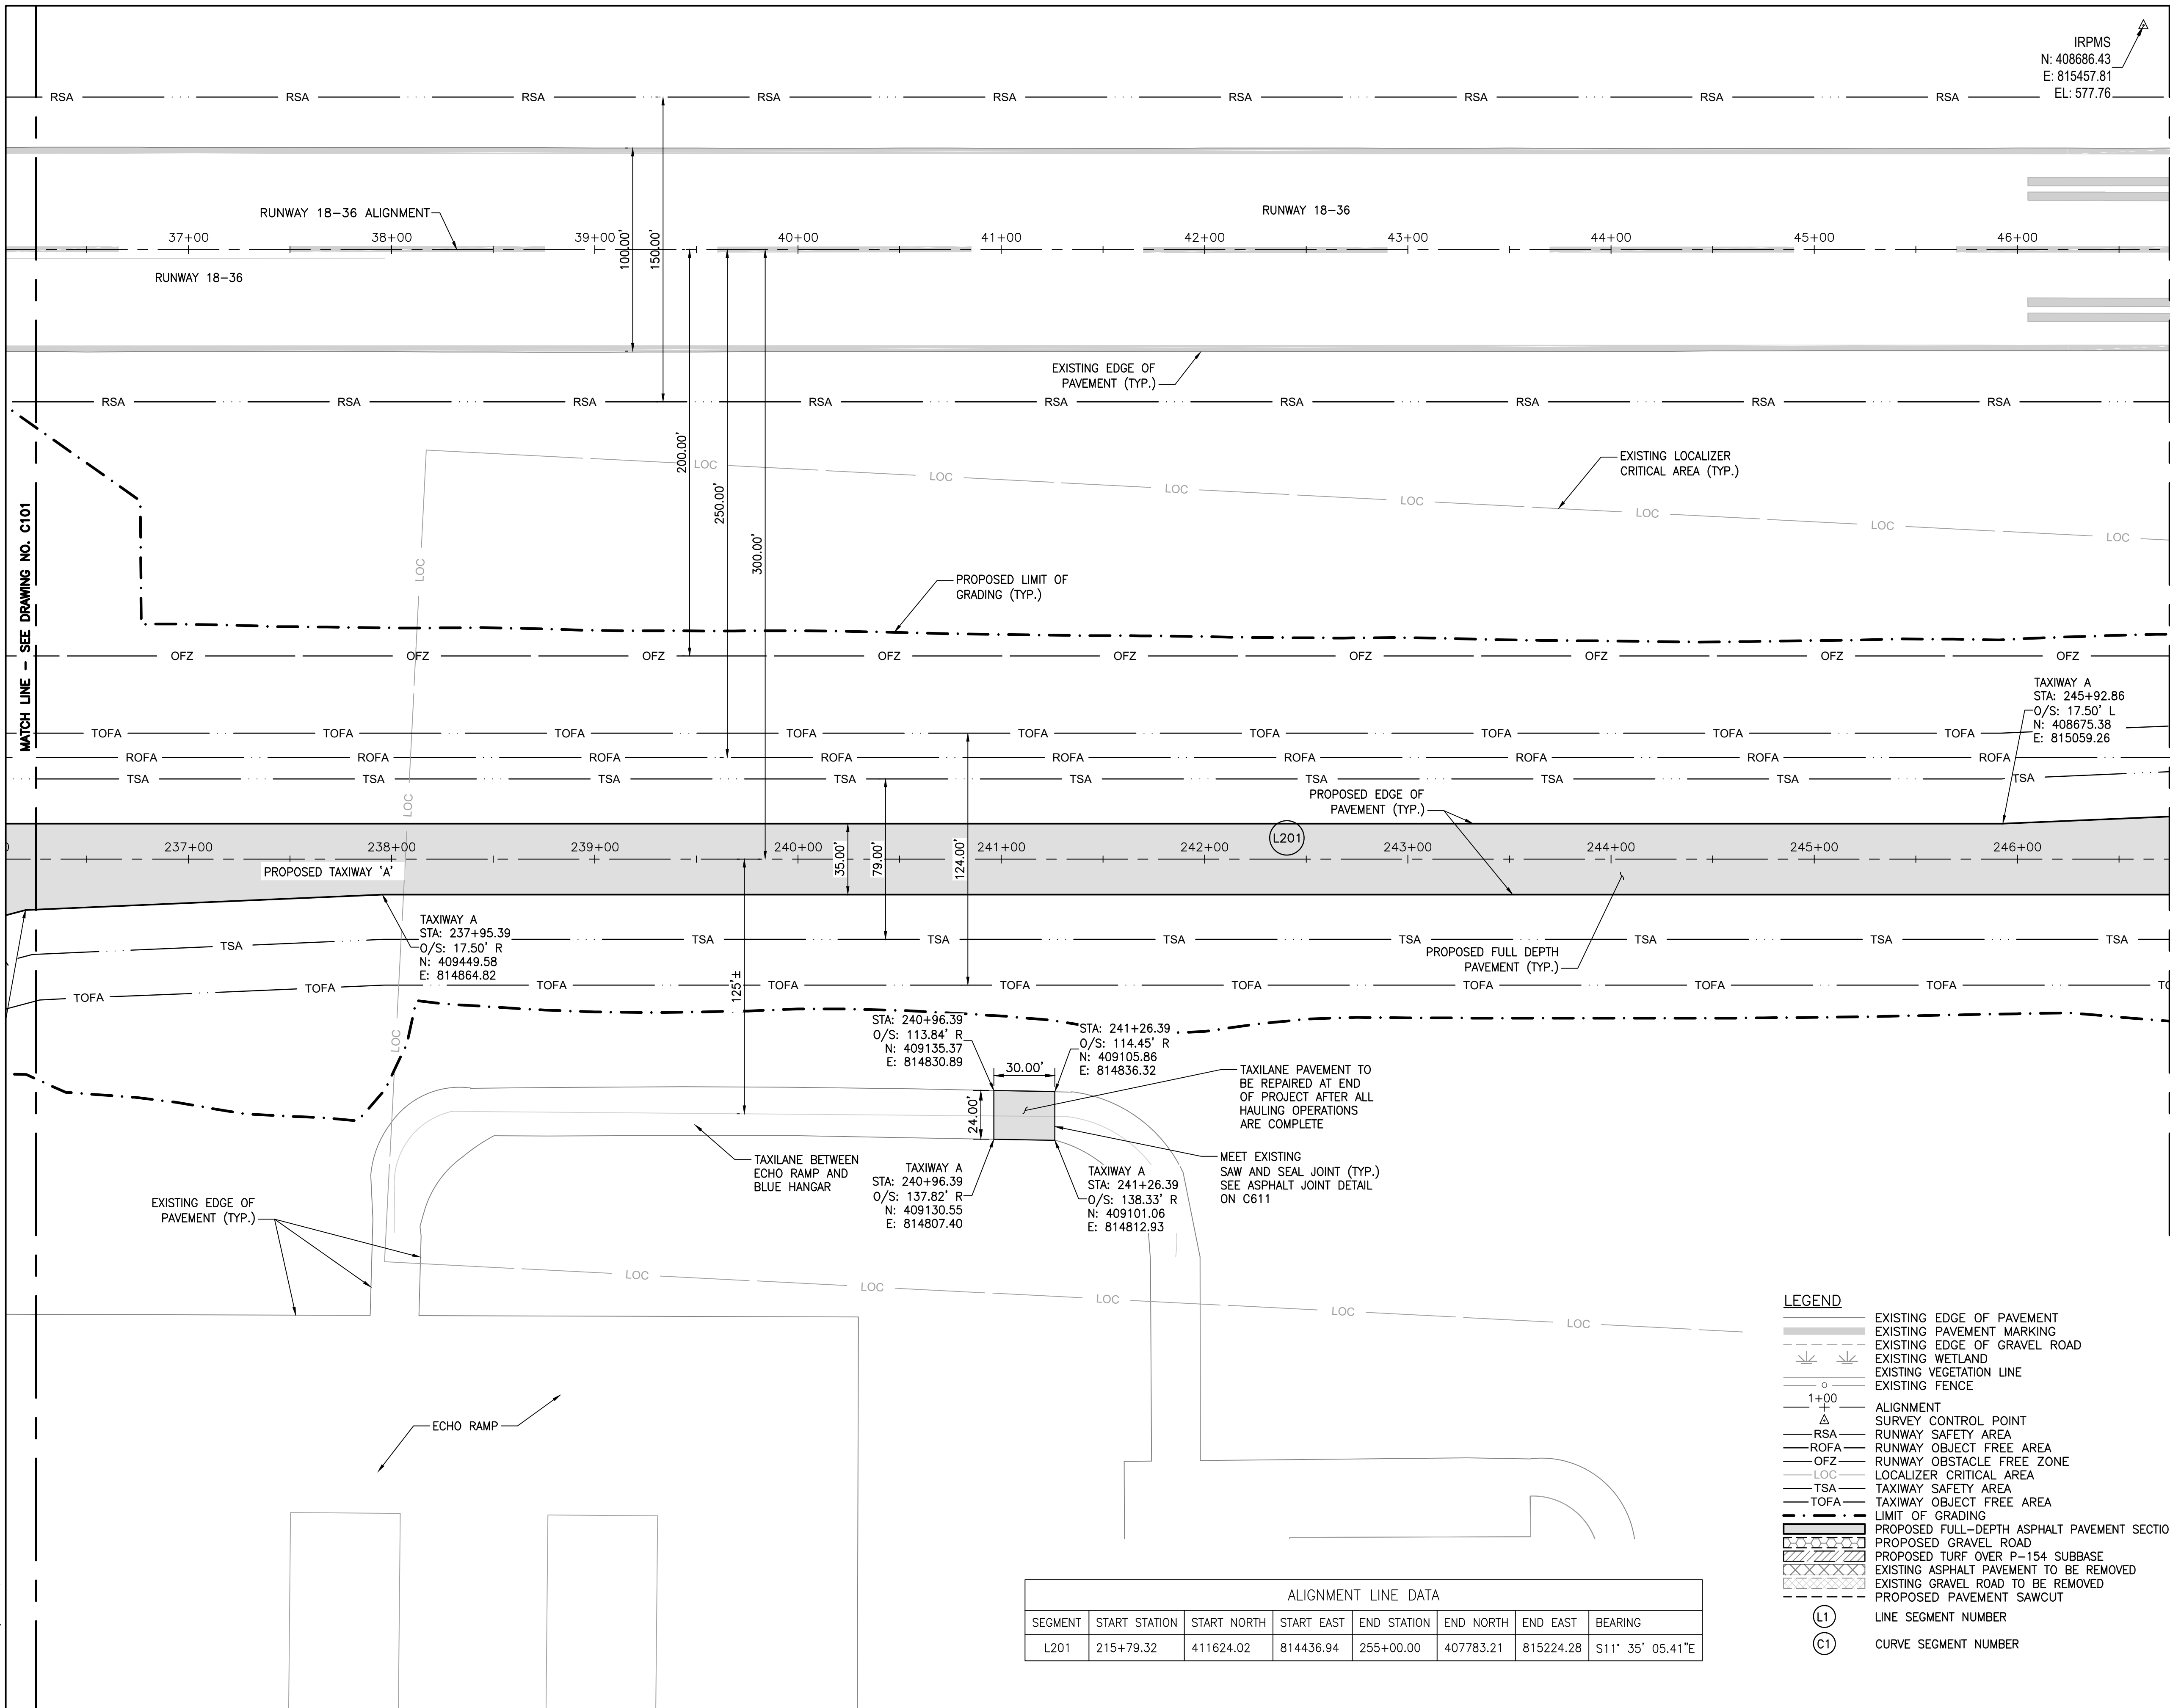 IRPMS
N: 408686.43
E: 815457.81
EL: 577.76
RSA RSA RSA RSA RSA RSA RSA RSA RSA
RUNWAY 18-36 ALIGNMENT
RUNWAY 18-36
37+00 38+00 39+00 40+00 41+00 42+00 43+00 44+00 45+00 46+00
100.00'
150.00'
RUNWAY 18-36
EXISTING EDGE OF
PAVEMENT (TYP.)
RSA RSA RSA RSA RSA RSA RSA RSA RSA
200.00'
250.00'
300.00'
EXISTING LOCALIZER
CRITICAL AREA (TYP.)
LOC LOC LOC LOC LOC LOC LOC
LOC
MATCH LINE - SEE DRAWING NO. C101
PROPOSED LIMIT OF
GRADING (TYP.)
OFZ OFZ OFZ OFZ OFZ OFZ OFZ OFZ OFZ
TAXIWAY A
STA: 245+92.86
O/S: 17.50' L
N: 408675.38
E: 815059.26
TOFA TOFA TOFA TOFA TOFA TOFA TOFA TOFA TOFA
ROFA ROFA ROFA ROFA ROFA ROFA ROFA ROFA ROFA
TSA TSA TSA TSA TSA TSA TSA TSA TSA
LOC
PROPOSED EDGE OF
PAVEMENT (TYP.)
L201
0 237+00 238+00 239+00 240+00 241+00 242+00 243+00 244+00 245+00 246+00
35.00'
79.00'
124.00'
PROPOSED TAXIWAY 'A'
TAXIWAY A
STA: 237+95.39
O/S: 17.50' R
N: 409449.58
E: 814864.82
TSA TSA TSA TSA TSA TSA TSA TSA
PROPOSED FULL DEPTH
PAVEMENT (TYP.)
125'±
TOFA TOFA TOFA TOFA TOFA TOFA TOFA TOFA TOFA TO
LOC
STA: 240+96.39
O/S: 113.84' R
N: 409135.37
E: 814830.89
STA: 241+26.39
O/S: 114.45' R
N: 409105.86
E: 814836.32
30.00'
24.00'
TAXILANE PAVEMENT TO
BE REPAIRED AT END
OF PROJECT AFTER ALL
HAULING OPERATIONS
ARE COMPLETE
TAXILANE BETWEEN
ECHO RAMP AND
BLUE HANGAR
TAXIWAY A
STA: 240+96.39
O/S: 137.82' R
N: 409130.55
E: 814807.40
TAXIWAY A
STA: 241+26.39
O/S: 138.33' R
N: 409101.06
E: 814812.93
MEET EXISTING
SAW AND SEAL JOINT (TYP.)
SEE ASPHALT JOINT DETAIL
ON C611
EXISTING EDGE OF
PAVEMENT (TYP.)
LOC LOC LOC LOC LOC
ECHO RAMP
LEGEND
EXISTING EDGE OF PAVEMENT
EXISTING PAVEMENT MARKING
EXISTING EDGE OF GRAVEL ROAD
EXISTING WETLAND
EXISTING VEGETATION LINE
EXISTING FENCE
1+00 ALIGNMENT
SURVEY CONTROL POINT
RSA RUNWAY SAFETY AREA
ROFA RUNWAY OBJECT FREE AREA
OFZ RUNWAY OBSTACLE FREE ZONE
LOC LOCALIZER CRITICAL AREA
TSA TAXIWAY SAFETY AREA
TOFA TAXIWAY OBJECT FREE AREA
LIMIT OF GRADING
PROPOSED FULL-DEPTH ASPHALT PAVEMENT SECTIO
PROPOSED GRAVEL ROAD
PROPOSED TURF OVER P-154 SUBBASE
EXISTING ASPHALT PAVEMENT TO BE REMOVED
EXISTING GRAVEL ROAD TO BE REMOVED
PROPOSED PAVEMENT SAWCUT
L1 LINE SEGMENT NUMBER
C1 CURVE SEGMENT NUMBER
ALIGNMENT LINE DATA
SEGMENT START STATION START NORTH START EAST END STATION END NORTH END EAST BEARING
L201 215+79.32 411624.02 814436.94 255+00.00 407783.21 815224.28 S11° 35' 05.41"E